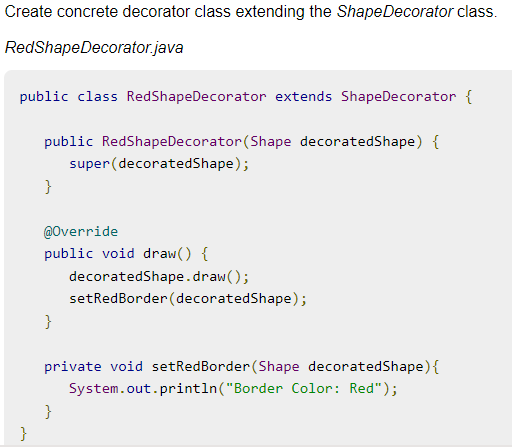 Create concrete decorator class extending the ShapeDecorator class.
RedShapeDecorator.java
public class RedShapeDecorator extends ShapeDecorator {
public RedShapeDecorator(Shape decoratedShape) {
super(decoratedShape);
}
@Override
public void draw() {
decoratedShape.draw();
setRedBorder(decoratedShape);
}
private void setRedBorder(Shape decoratedShape){
System.out.println("Border Color: Red");
}
}